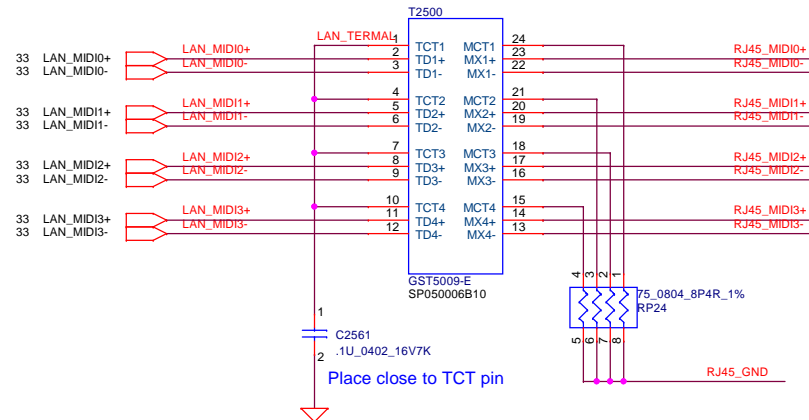 T2500
LAN_TERMAL 1 TCT1 MCT1 24
33 LAN_MIDI0+ LAN_MIDI0+ 2 TD1+ MX1+ 23 RJ45_MIDI0+
33 LAN_MIDI0- LAN_MIDI0- 3 TD1- MX1- 22 RJ45_MIDI0-
4 TCT2 MCT2 21
33 LAN_MIDI1+ LAN_MIDI1+ 5 TD2+ MX2+ 20 RJ45_MIDI1+
33 LAN_MIDI1- LAN_MIDI1- 6 TD2- MX2- 19 RJ45_MIDI1-
7 TCT3 MCT3 18
33 LAN_MIDI2+ LAN_MIDI2+ 8 TD3+ MX3+ 17 RJ45_MIDI2+
33 LAN_MIDI2- LAN_MIDI2- 9 TD3- MX3- 16 RJ45_MIDI2-
10 TCT4 MCT4 15
33 LAN_MIDI3+ LAN_MIDI3+ 11 TD4+ MX4+ 14 RJ45_MIDI3+
33 LAN_MIDI3- LAN_MIDI3- 12 TD4- MX4- 13 RJ45_MIDI3-
GST5009-E
SP050006B10
4 3 2 1
75_0804_8P4R_1%
RP24
5 6 7 8
1
C2561
.1U_0402_16V7K
2
Place close to TCT pin
RJ45_GND